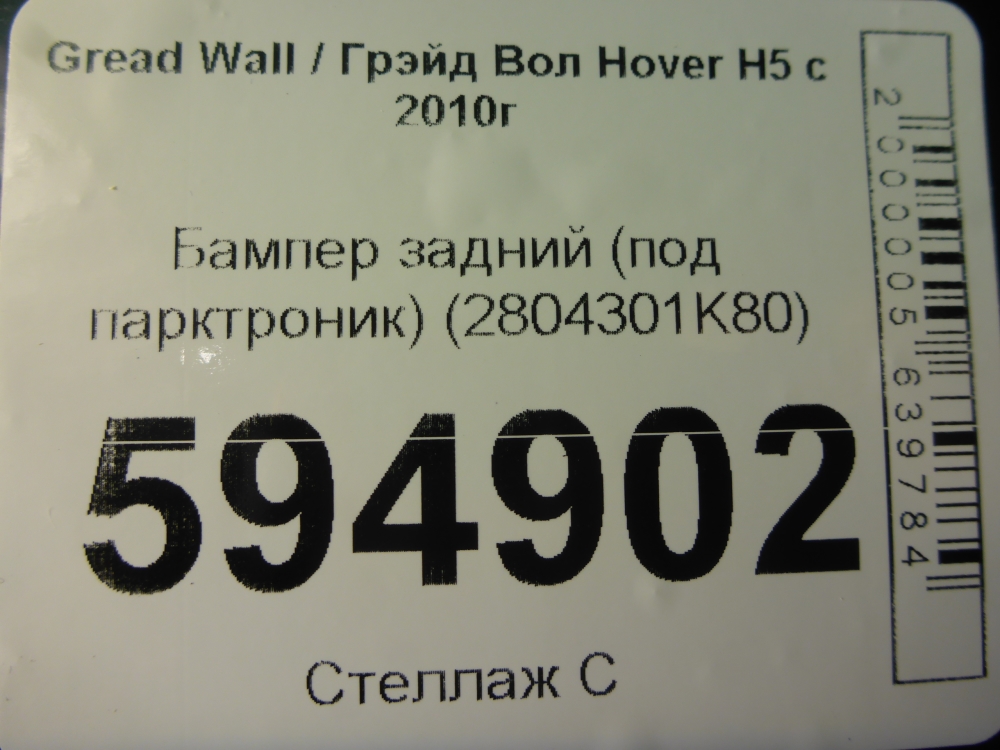 Gread Wall / Грэйд Вол Hover H5 с
2010г
Бампер задний (под
парктроник) (2804301K80)
594902
Стеллаж С
2000005639784